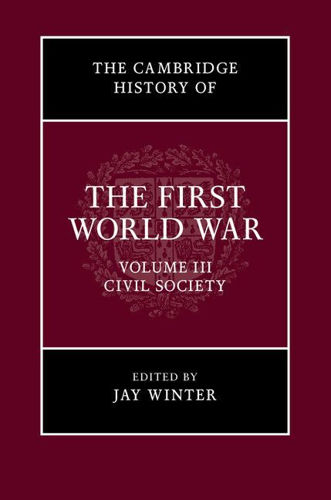 THE CAMBRIDGE
HISTORY OF
THE FIRST
WORLD WAR
VOLUME III
CIVIL SOCIETY
EDITED BY
JAY WINTER